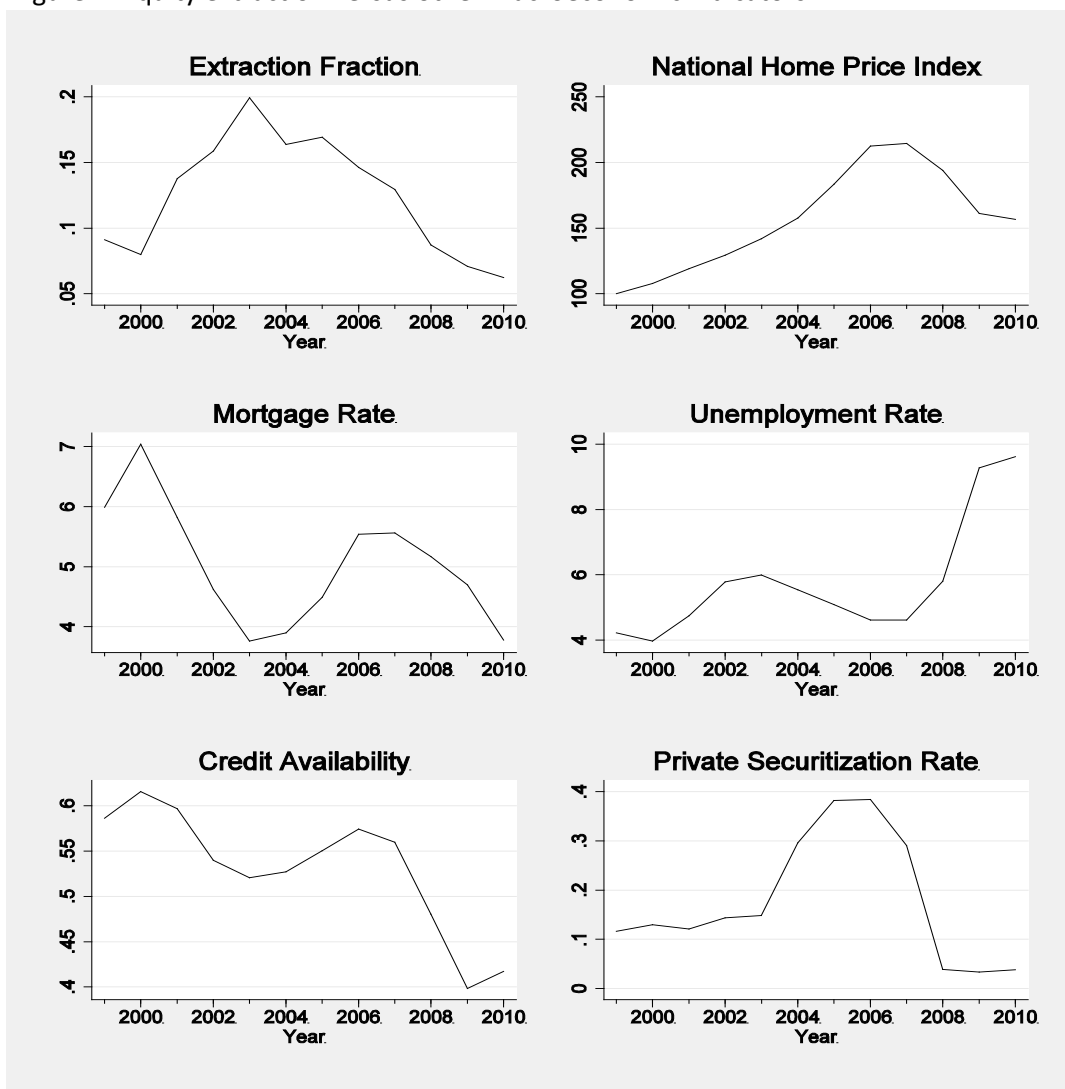 Extraction Fraction
.2
.15
.1
.05
2000 2002 2004 2006 2008 2010
Year
National Home Price Index
250
200
150
100
2000 2002 2004 2006 2008 2010
Year
Mortgage Rate
7
6
5
4
2000 2002 2004 2006 2008 2010
Year
Unemployment Rate
10
8
6
4
2000 2002 2004 2006 2008 2010
Year
Credit Availability
.6
.55
.5
.45
.4
2000 2002 2004 2006 2008 2010
Year
Private Securitization Rate
.4
.3
.2
.1
0
2000 2002 2004 2006 2008 2010
Year